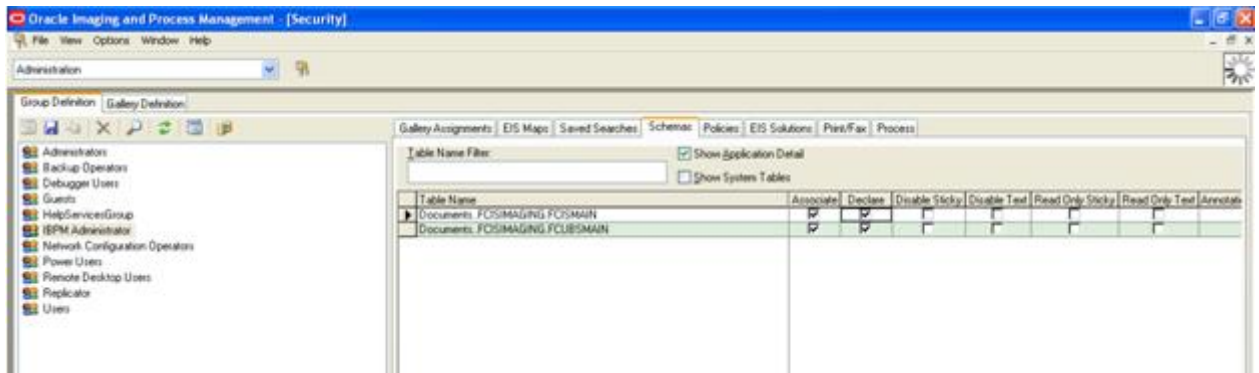 Oracle Imaging and Process Management - [Security]
File View Options Window Help
Administration
Group Definition Gallery Definition
Gallery Assignments EIS Maps Saved Searches Schemas Policies EIS Solutions Print/Fax Process
Administrators
Backup Operators
Debugger Users
Guests
HelpServicesGroup
IBPM Administrator
Network Configuration Operators
Power Users
Remote Desktop Users
Replicator
Users
Table Name Filter:
Show Application Detail
Show System Tables
Table Name Associate Declare Disable Sticky Disable Text Read Only Sticky Read Only Text Annotate
Documents .FCISIMAGING.FCISMAIN
Documents .FCISIMAGING.FCUBSMAIN